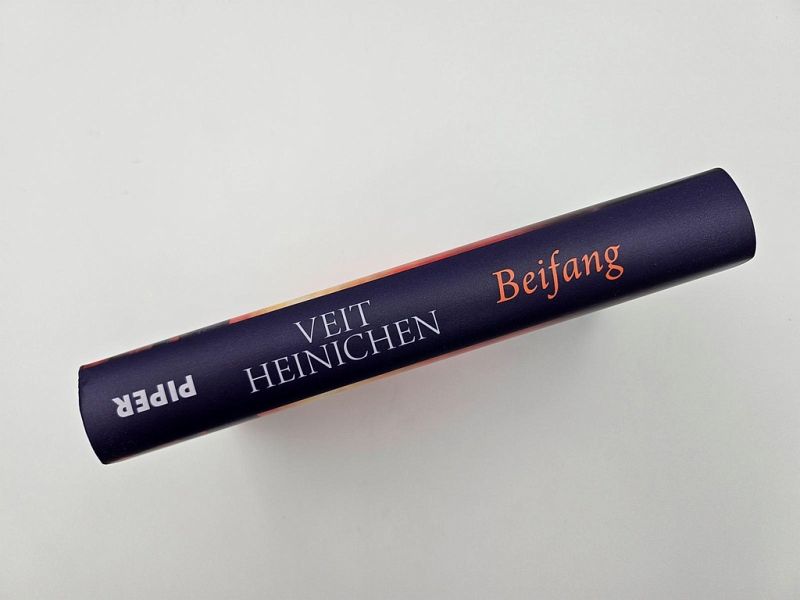 VEIT
HEINICHEN
Beifang
PIPER